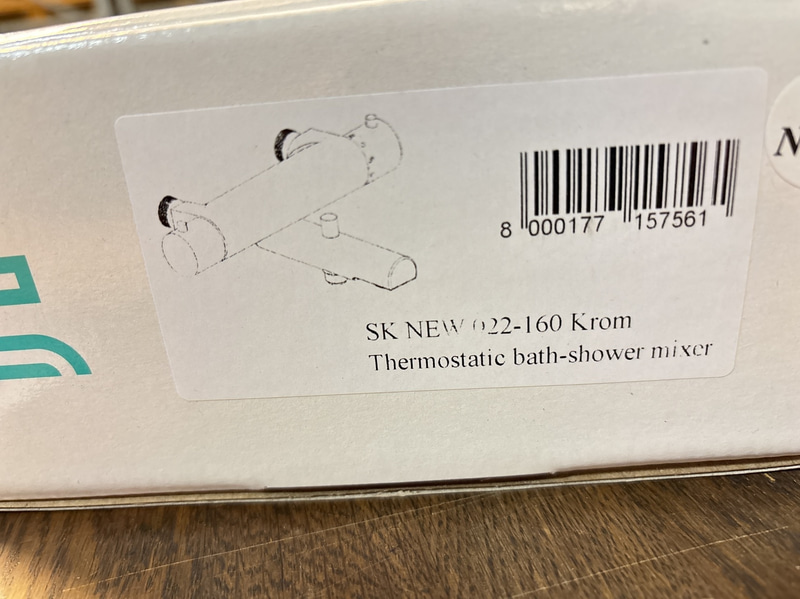 8 000177 157561
SK NEW 022-160 Krom
Thermostatic bath-shower mixer